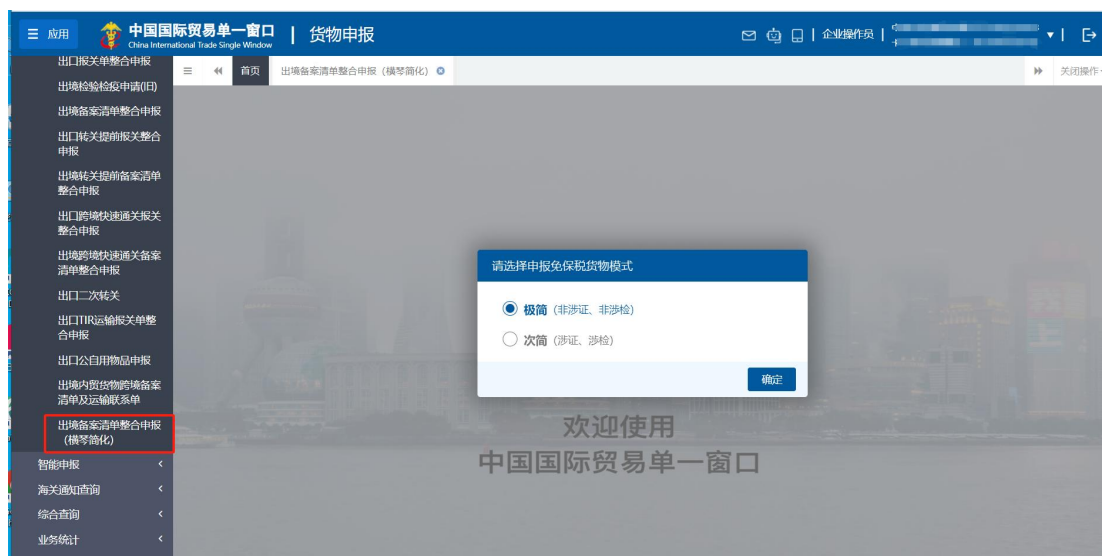 应用
中国国际贸易单一窗口
China International Trade Single Window
货物申报
企业操作员
出口报关单整合申报
出境检验检疫申请(旧)
出境备案清单整合申报
出口转关提前报关整合
申报
出境转关提前备案清单
整合申报
出口跨境快速通关报关
整合申报
出境跨境快速通关备案
清单整合申报
出口二次转关
出口TIR运输报关单整
合申报
出口公自用物品申报
出境内贸货物跨境备案
清单及运输联系单
出境备案清单整合申报
（横琴简化）
智能申报
海关通知查询
综合查询
业务统计
首页
出境备案清单整合申报（横琴简化）
关闭操作
请选择申报免保税货物模式
极简（非涉证、非涉检）
次简（涉证、涉检）
确定
欢迎使用
中国国际贸易单一窗口